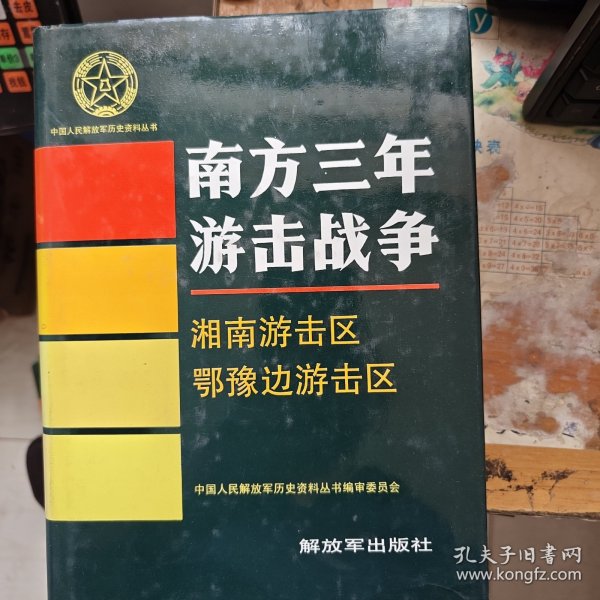 中国人民解放军历史资料丛书
南方三年
游击战争
湘南游击区
鄂豫边游击区
中国人民解放军历史资料丛书编审委员会
解放军出版社
孔夫子旧书网
www.kongfz.com